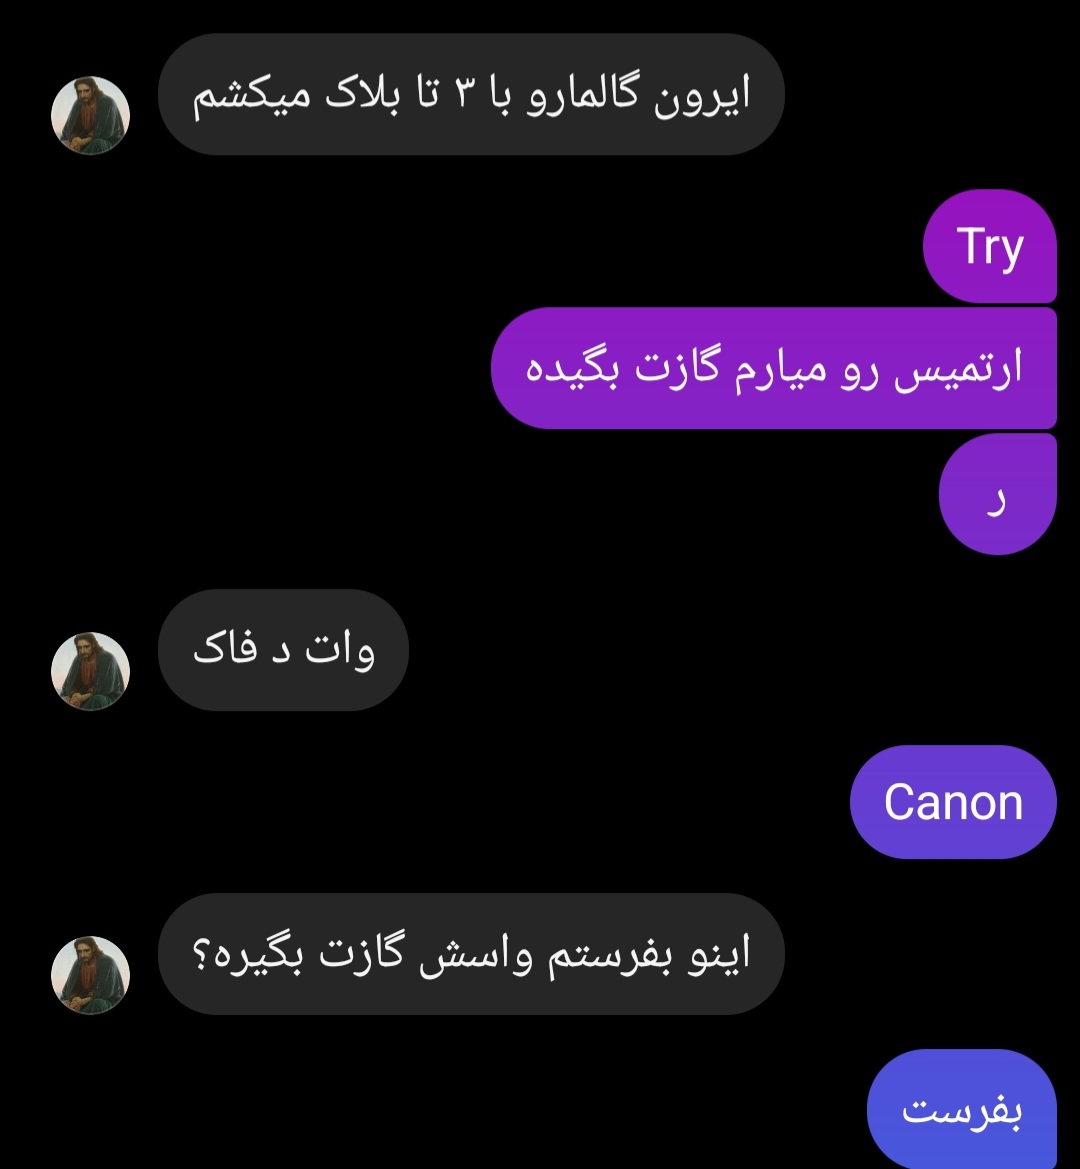 ایرون گالمارو با ۳ تا بلاک میکشم
Try
ارتمیس رو میارم گازت بگیده
ر
وات د فاک
Canon
اینو بفرستم واسش گازت بگیره؟
بفرست